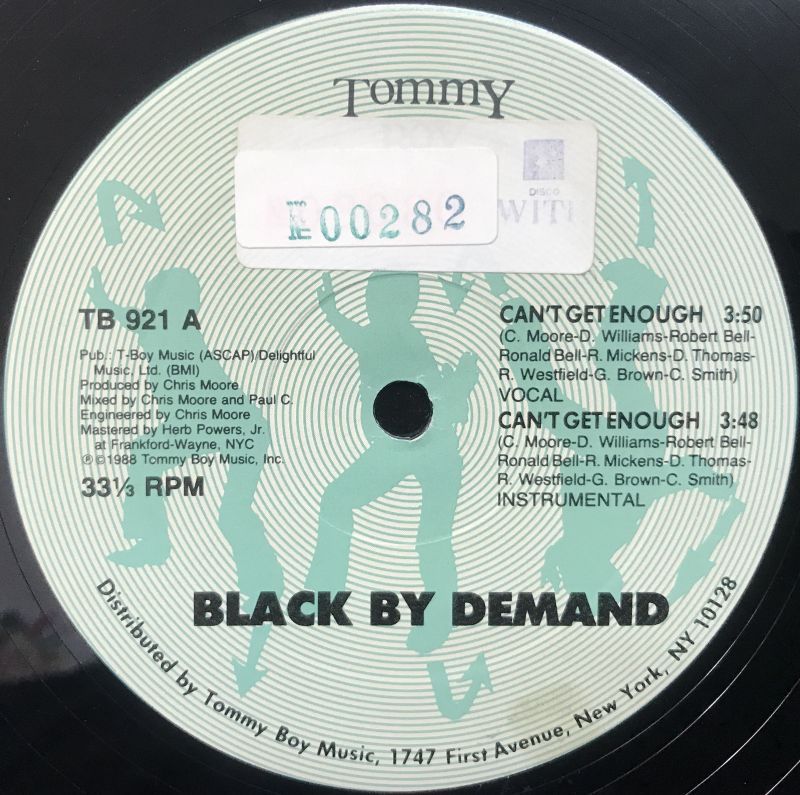 Tommy
DISCO
WIT
№00282
TB 921 A
Pub.: T-Boy Music (ASCAP)/Delightful
Music, Ltd. (BMI)
Produced by Chris Moore
Mixed by Chris Moore and Paul C.
Engineered by Chris Moore
Mastered by Herb Powers, Jr.
at Frankford-Wayne, NYC
℗©1988 Tommy Boy Music, Inc.
33⅓ RPM
CAN'T GET ENOUGH 3:50
(C. Moore-D. Williams-Robert Bell-
Ronald Bell-R. Mickens-D. Thomas-
R. Westfield-G. Brown-C. Smith)
VOCAL
CAN'T GET ENOUGH 3:48
(C. Moore-D. Williams-Robert Bell-
Ronald Bell-R. Mickens-D. Thomas-
R. Westfield-G. Brown-C. Smith)
INSTRUMENTAL
BLACK BY DEMAND
Distributed by Tommy Boy Music, 1747 First Avenue, New York, NY 10128